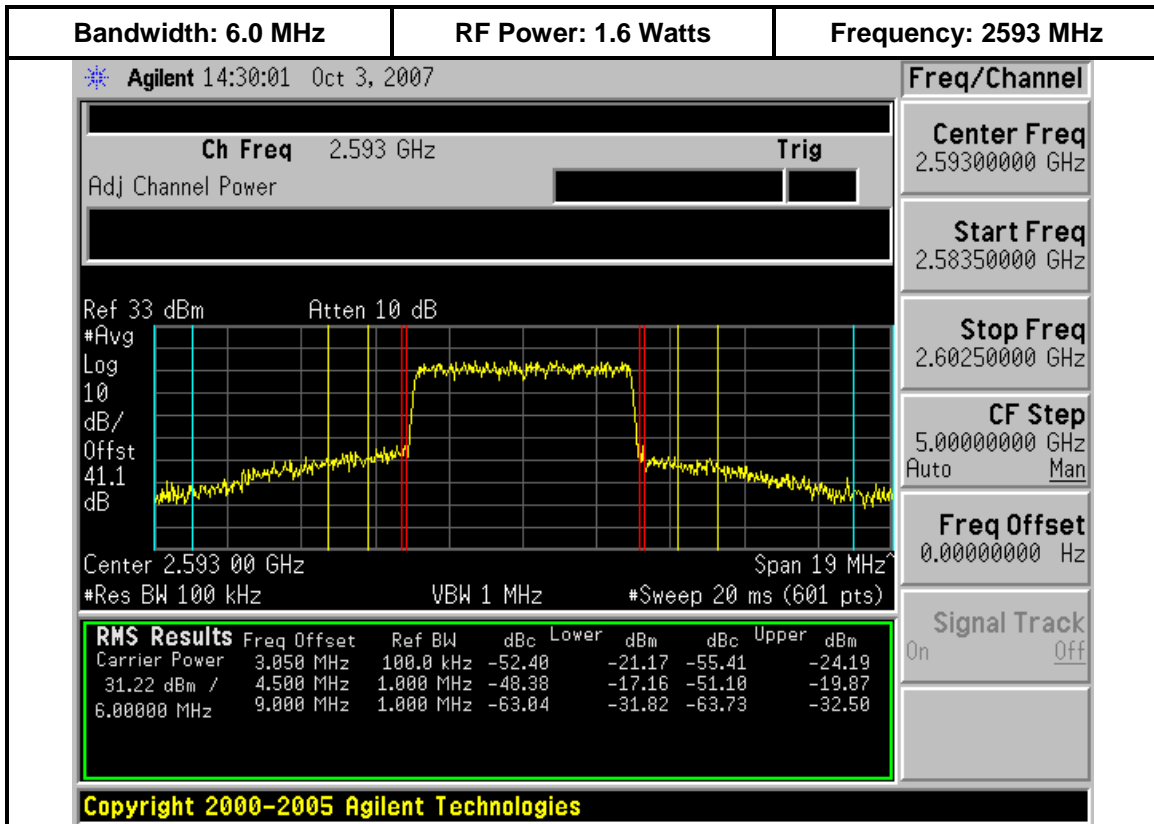 Bandwidth: 6.0 MHz RF Power: 1.6 Watts Frequency: 2593 MHz
Agilent 14:30:01 Oct 3, 2007 Freq/Channel
Ch Freq 2.593 GHz Trig
Adj Channel Power
Center Freq
2.59300000 GHz
Start Freq
2.58350000 GHz
Stop Freq
2.60250000 GHz
CF Step
5.00000000 GHz
Auto Man
Freq Offset
0.00000000 Hz
Signal Track
On Off
Ref 33 dBm Atten 10 dB
#Avg
Log
10
dB/
Offst
41.1
dB
Center 2.593 00 GHz Span 19 MHz^
#Res BW 100 kHz VBW 1 MHz #Sweep 20 ms (601 pts)
RMS Results Freq Offset Ref BW dBc Lower dBm dBc Upper dBm
Carrier Power 3.050 MHz 100.0 kHz -52.40 -21.17 -55.41 -24.19
31.22 dBm / 4.500 MHz 1.000 MHz -48.38 -17.16 -51.10 -19.87
6.00000 MHz 9.000 MHz 1.000 MHz -63.04 -31.82 -63.73 -32.50
Copyright 2000-2005 Agilent Technologies